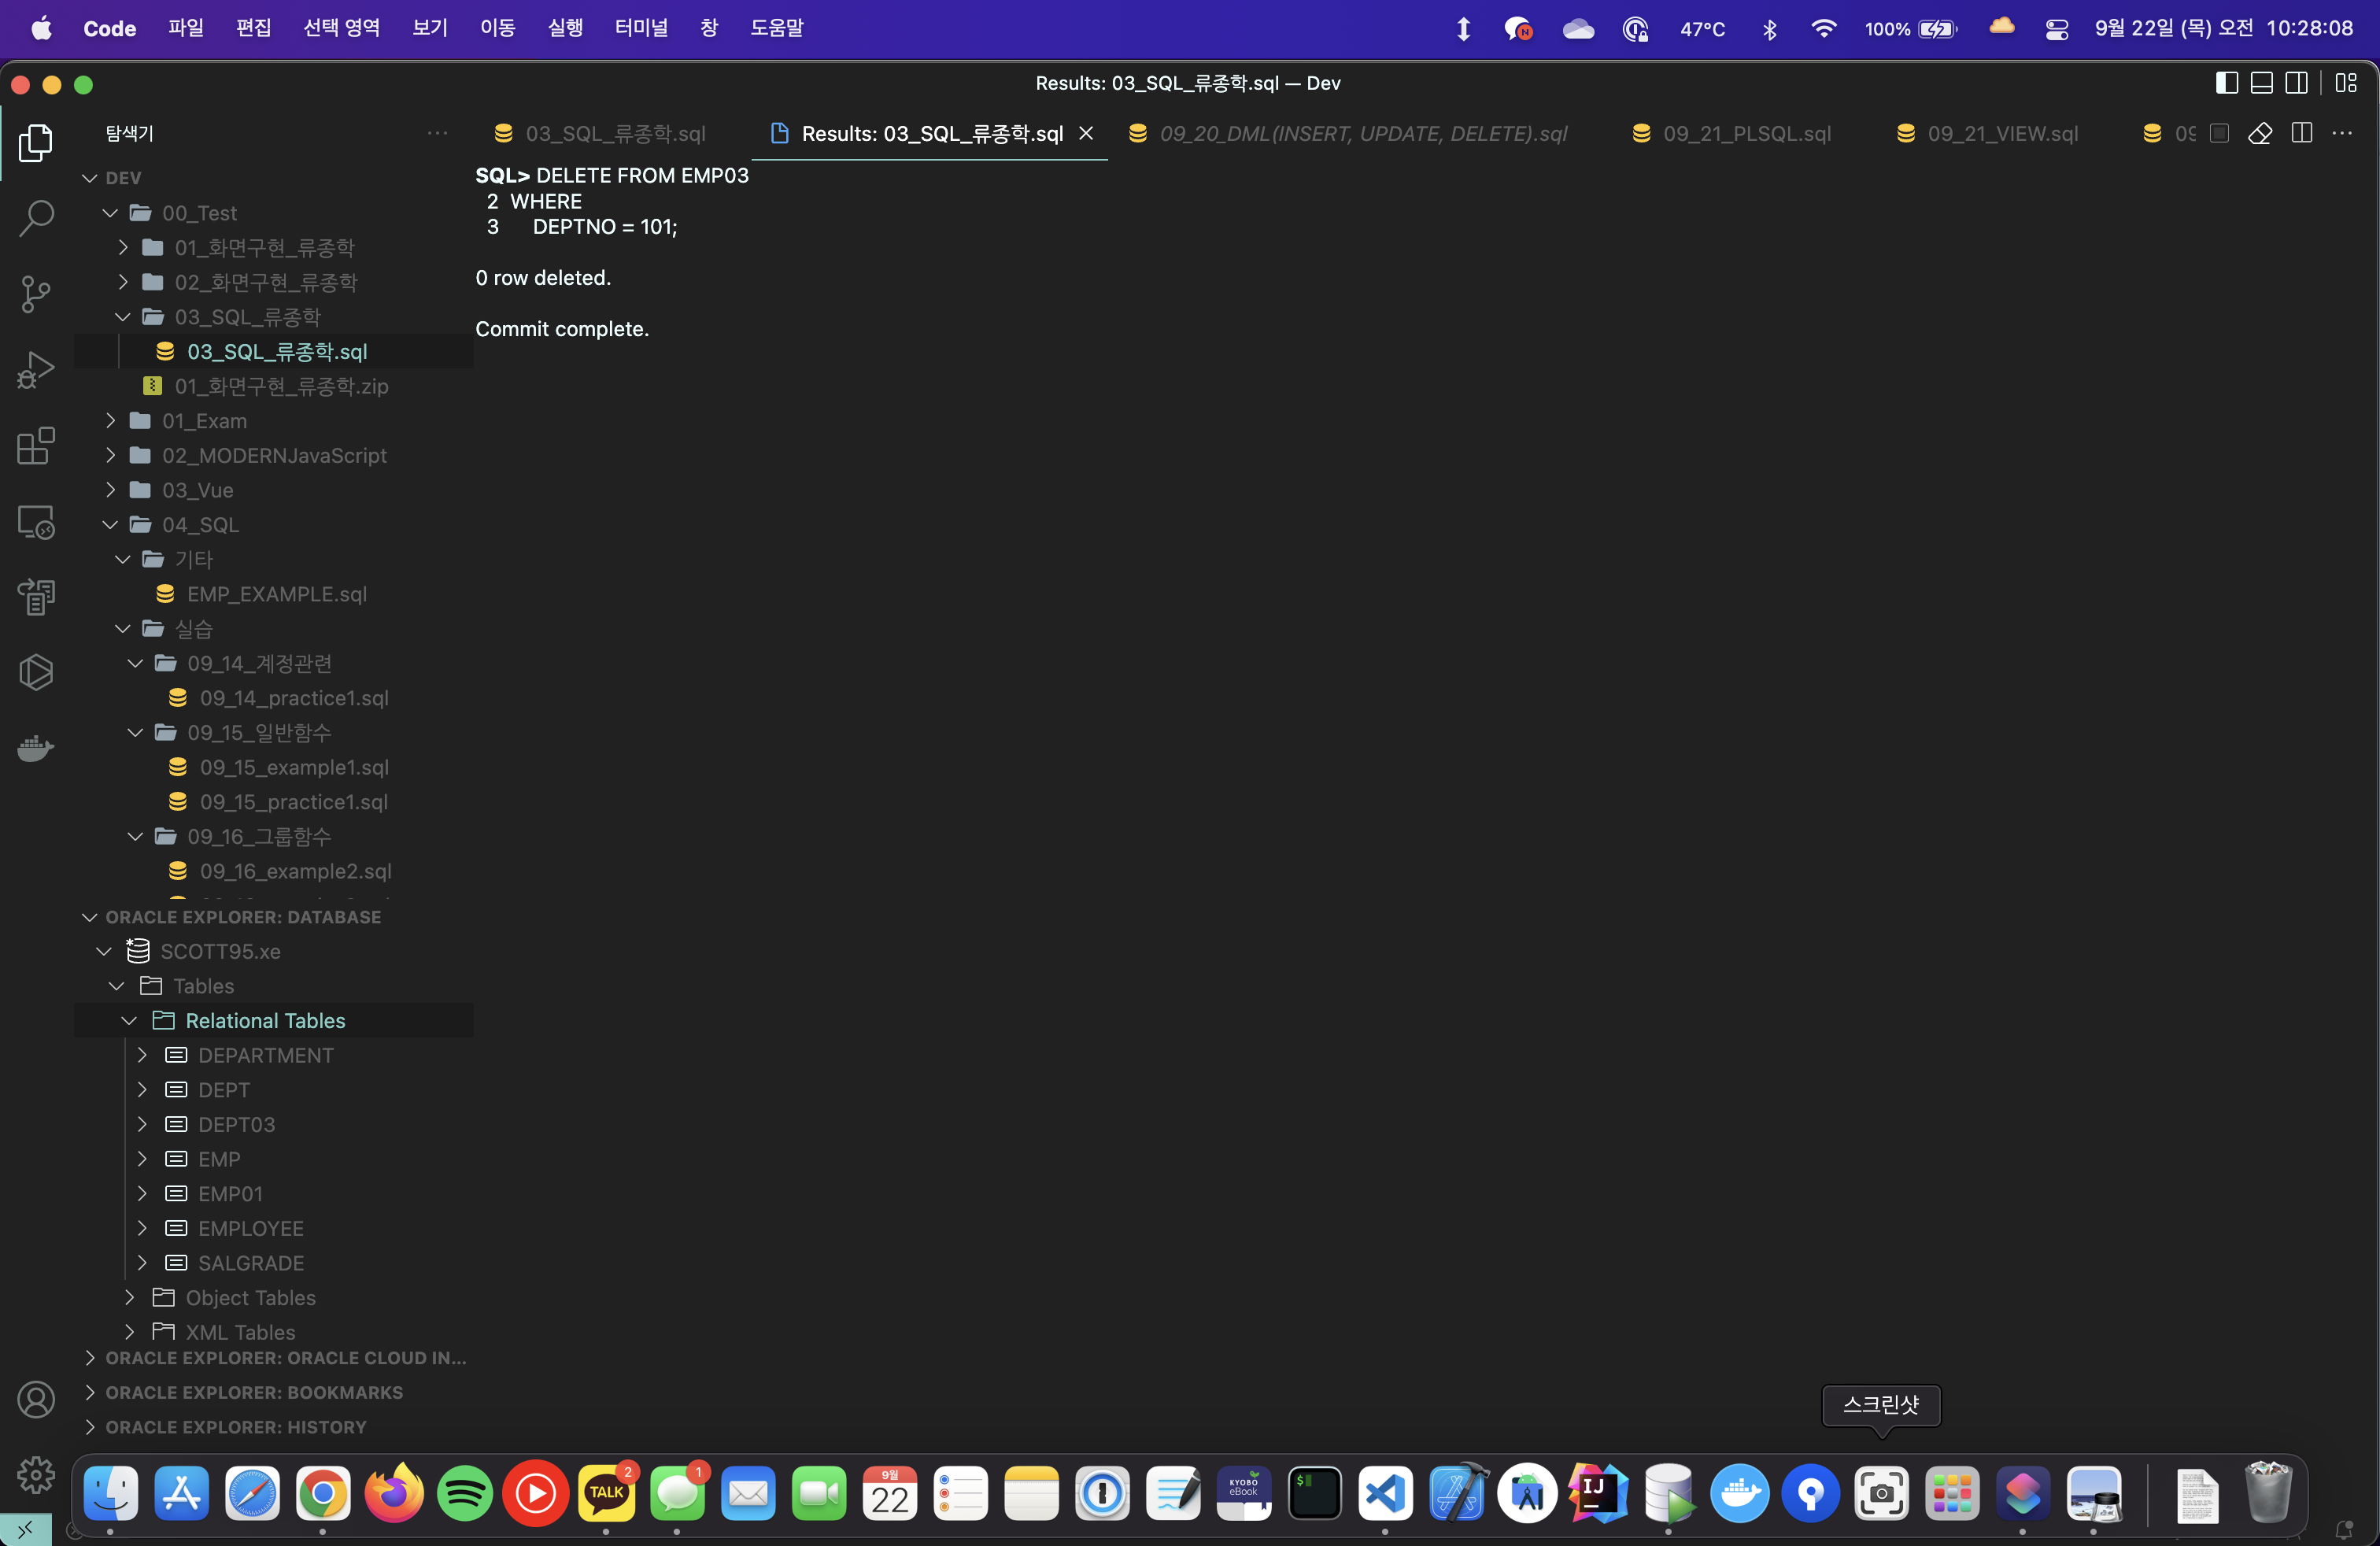 Code 파일 편집 선택 영역 보기 이동 실행 터미널 창 도움말 47°C 100% 9월 22일 (목) 오전 10:28:08
Results: 03_SQL_류종학.sql — Dev
탐색기
03_SQL_류종학.sql Results: 03_SQL_류종학.sql 09_20_DML(INSERT, UPDATE, DELETE).sql 09_21_PLSQL.sql 09_21_VIEW.sql
DEV
00_Test
01_화면구현_류종학
02_화면구현_류종학
03_SQL_류종학
03_SQL_류종학.sql
01_화면구현_류종학.zip
01_Exam
02_MODERNJavaScript
03_Vue
04_SQL
기타
EMP_EXAMPLE.sql
실습
09_14_계정관련
09_14_practice1.sql
09_15_일반함수
09_15_example1.sql
09_15_practice1.sql
09_16_그룹함수
09_16_example2.sql
ORACLE EXPLORER: DATABASE
SCOTT95.xe
Tables
Relational Tables
DEPARTMENT
DEPT
DEPT03
EMP
EMP01
EMPLOYEE
SALGRADE
Object Tables
XML Tables
ORACLE EXPLORER: ORACLE CLOUD IN...
ORACLE EXPLORER: BOOKMARKS
ORACLE EXPLORER: HISTORY
SQL> DELETE FROM EMP03
2 WHERE
3 DEPTNO = 101;
0 row deleted.
Commit complete.
스크린샷
TALK
2
1
9월
22
KYOBO
eBook
$
IJ